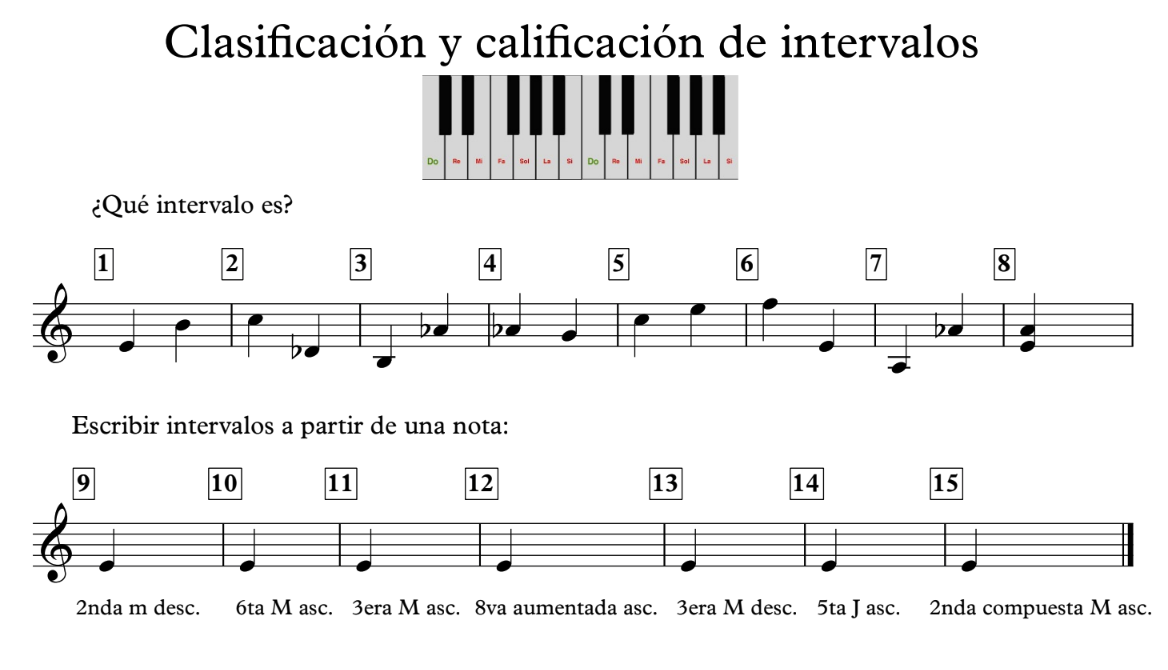 Clasificación y calificación de intervalos
Do Re Mi Fa Sol La Si Do Re Mi Fa Sol La Si
¿Qué intervalo es?
1 2 3 4 5 6 7 8
Escribir intervalos a partir de una nota:
9 10 11 12 13 14 15
2nda m desc. 6ta M asc. 3era M asc. 8va aumentada asc. 3era M desc. 5ta J asc. 2nda compuesta M asc.